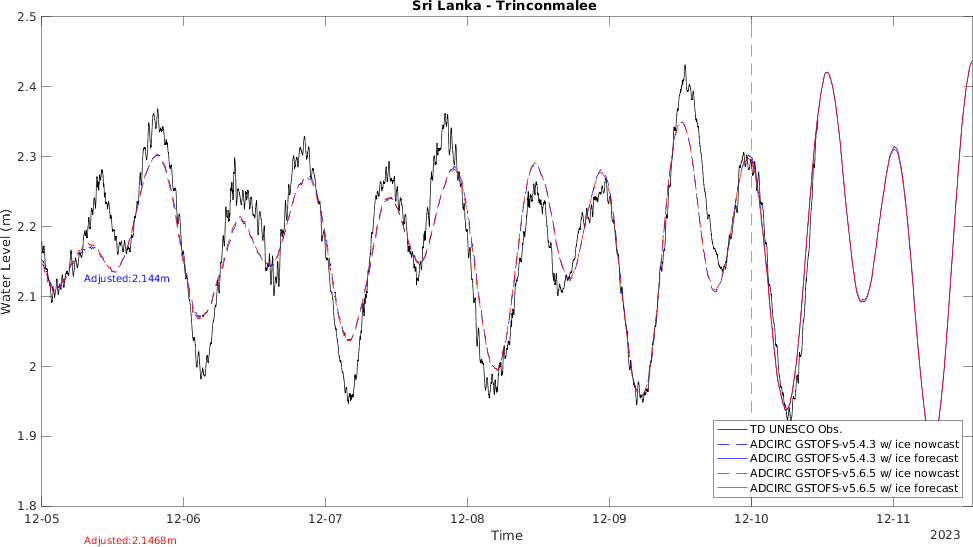 Sri Lanka - Trinconmalee
2.5
2.4
2.3
2.2
2.1
2
1.9
1.8
Water Level (m)
Adjusted:2.144m
TD UNESCO Obs.
ADCIRC GSTOFS-v5.4.3 w/ ice nowcast
ADCIRC GSTOFS-v5.4.3 w/ ice forecast
ADCIRC GSTOFS-v5.6.5 w/ ice nowcast
ADCIRC GSTOFS-v5.6.5 w/ ice forecast
12-05 12-06 12-07 12-08 12-09 12-10 12-11
Time
2023
Adjusted:2.1468m